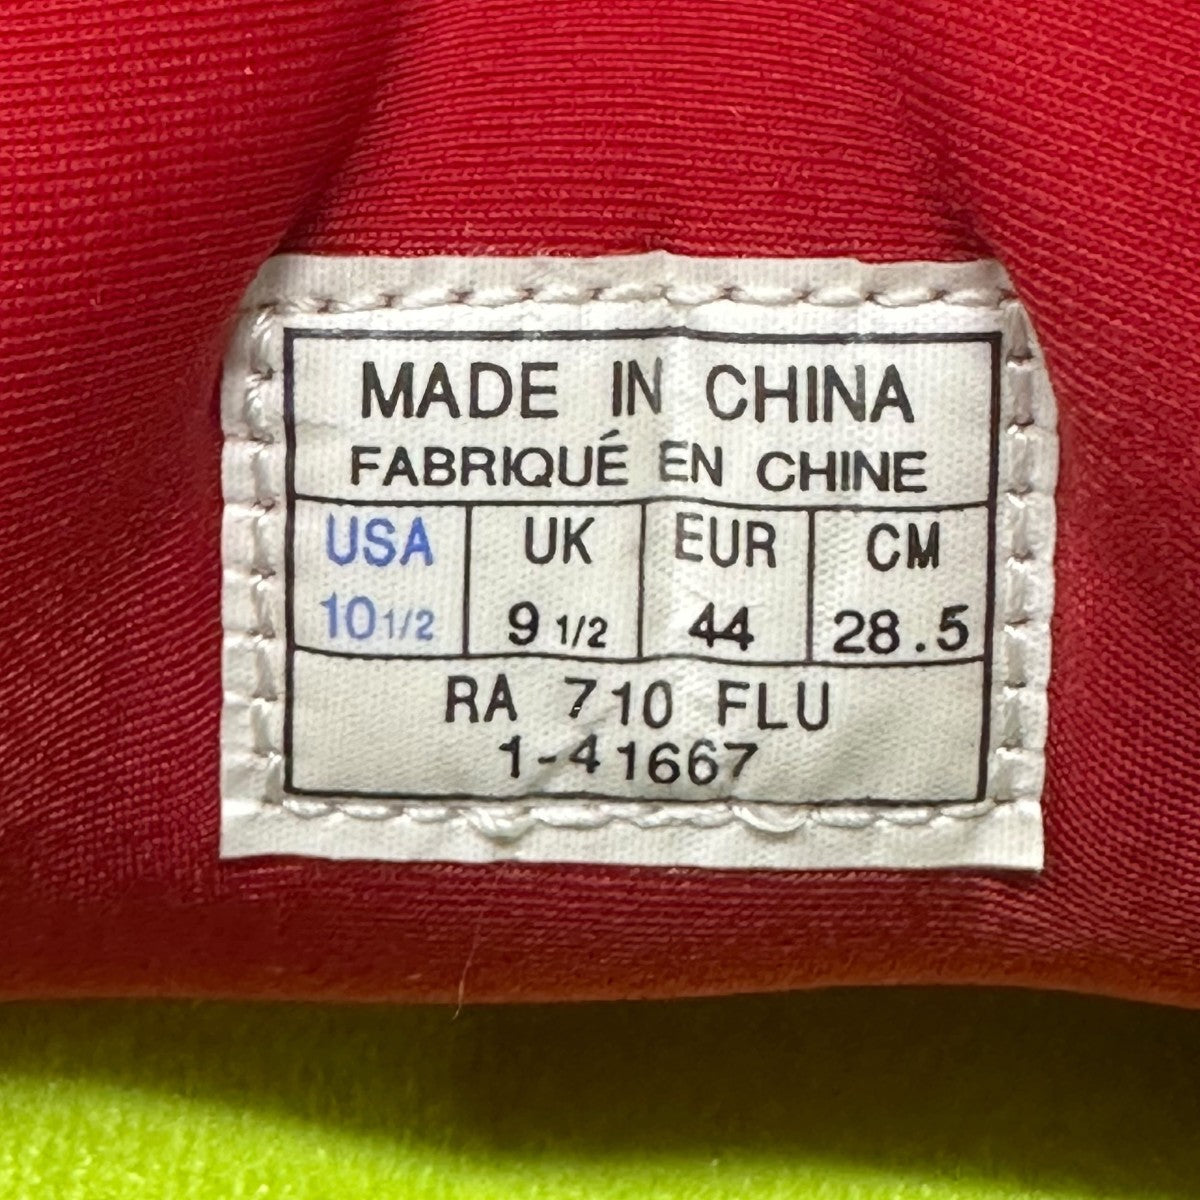 MADE IN CHINA
FABRIQUÉ EN CHINE
USA UK EUR CM
10 1/2 9 1/2 44 28.5
RA 710 FLU
1-41667